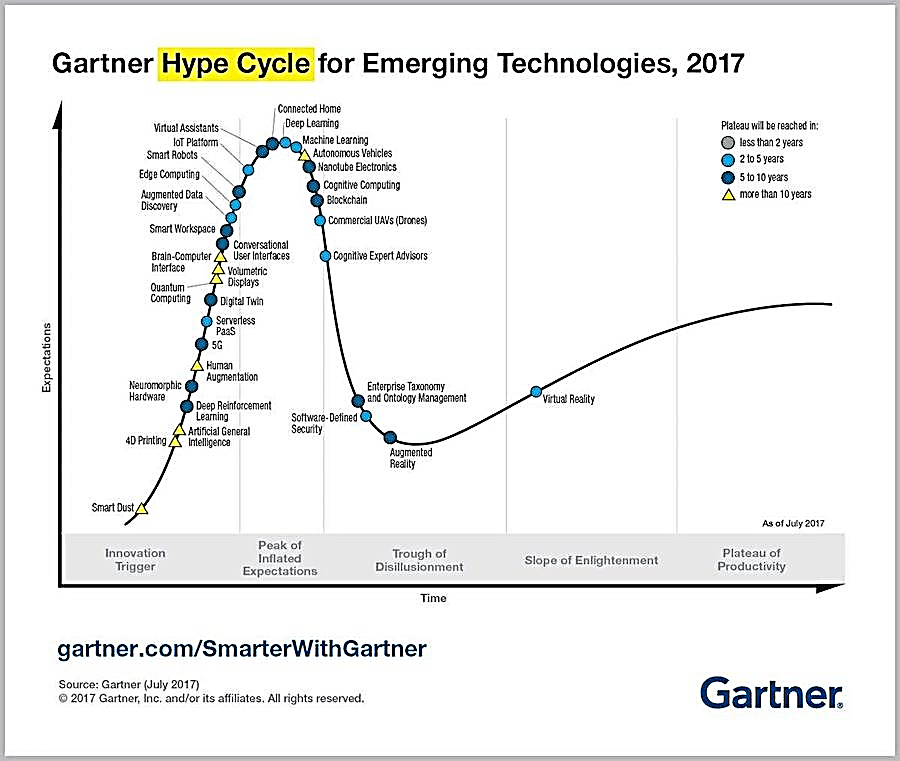 Gartner Hype Cycle for Emerging Technologies, 2017
Connected Home
Deep Learning
Virtual Assistants
IoT Platform
Machine Learning
Smart Robots
Autonomous Vehicles
Nanotube Electronics
Edge Computing
Cognitive Computing
Augmented Data
Discovery
Blockchain
Commercial UAVs (Drones)
Smart Workspace
Conversational
User Interfaces
Brain-Computer
Interface
Cognitive Expert Advisors
Volumetric
Displays
Quantum
Computing
Digital Twin
Serverless
PaaS
5G
Human
Augmentation
Neuromorphic
Hardware
Deep Reinforcement
Learning
Artificial General
Intelligence
4D Printing
Smart Dust
Enterprise Taxonomy
and Ontology Management
Software-Defined
Security
Augmented
Reality
Virtual Reality
Plateau will be reached in:
less than 2 years
2 to 5 years
5 to 10 years
more than 10 years
Expectations
As of July 2017
Innovation
Trigger
Peak of
Inflated
Expectations
Trough of
Disillusionment
Slope of Enlightenment
Plateau of
Productivity
Time
gartner.com/SmarterWithGartner
Source: Gartner (July 2017)
© 2017 Gartner, Inc. and/or its affiliates. All rights reserved.
Gartner®